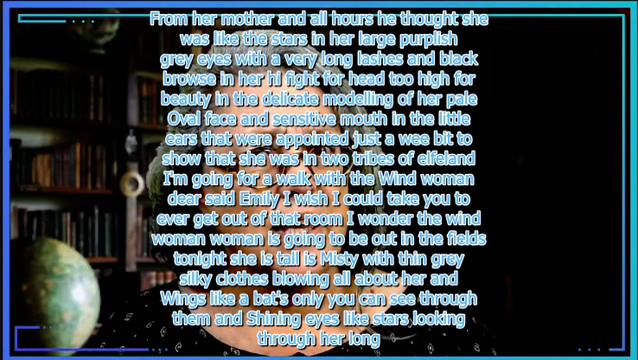 From her mother and all hours he thought she
was like the stars in her large purplish
grey eyes with a very long lashes and black
browse in her hi fight for head too high for
beauty in the delicate modelling of her pale
Oval face and sensitive mouth in the little
ears that were appointed just a wee bit to
show that she was in two tribes of elfeland
I'm going for a walk with the Wind woman
dear said Emily I wish I could take you to
ever get out of that room I wonder the wind
woman woman is going to be out in the fields
tonight she is tall is Misty with thin grey
silky clothes blowing all about her and
Wings like a bat's only you can see through
them and Shining eyes like stars looking
through her long